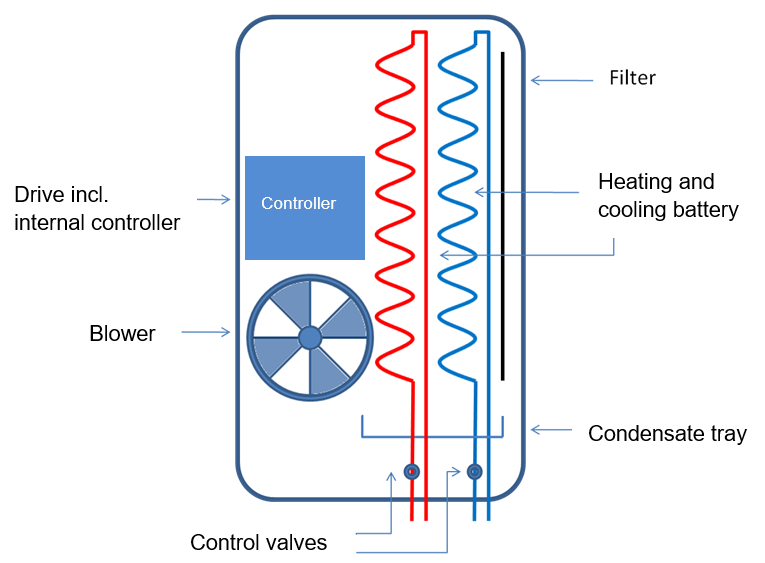 Filter
Heating and
cooling battery
Drive incl.
internal controller
Controller
Blower
Condensate tray
Control valves